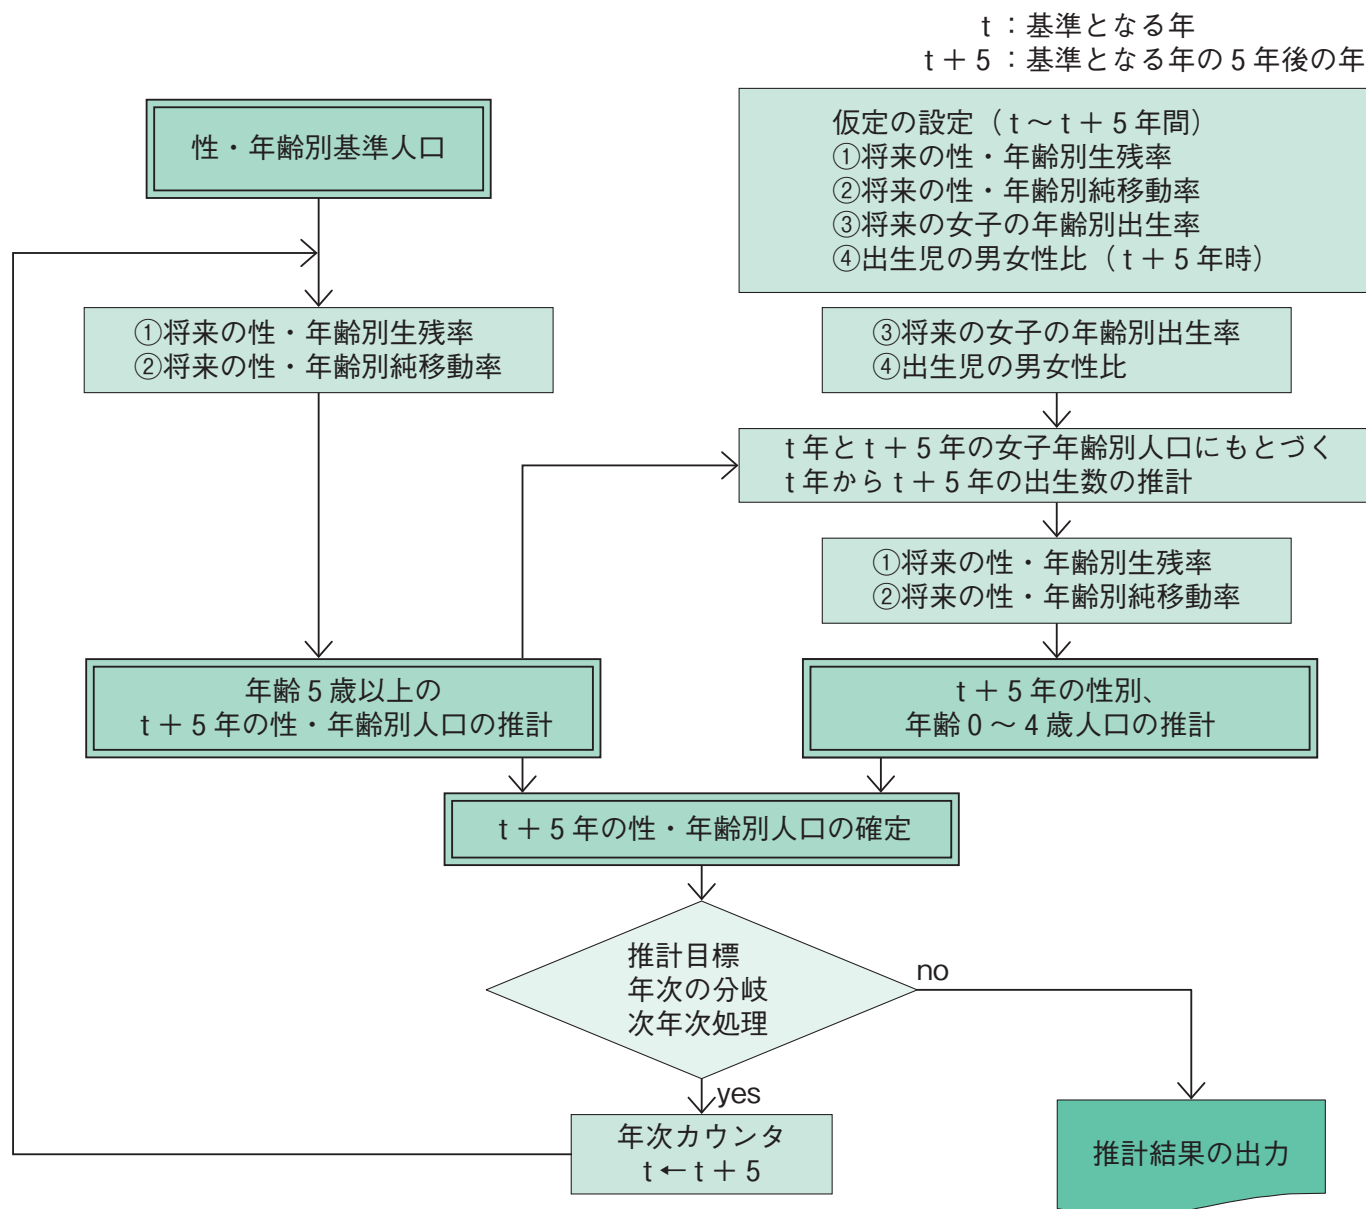 t：基準となる年
t＋5：基準となる年の5年後の年
性・年齢別基準人口
仮定の設定（t～t＋5年間）
①将来の性・年齢別生残率
②将来の性・年齢別純移動率
③将来の女子の年齢別出生率
④出生児の男女性比（t＋5年時）
①将来の性・年齢別生残率
②将来の性・年齢別純移動率
③将来の女子の年齢別出生率
④出生児の男女性比
t年とt＋5年の女子年齢別人口にもとづく
t年からt＋5年の出生数の推計
①将来の性・年齢別生残率
②将来の性・年齢別純移動率
年齢5歳以上の
t＋5年の性・年齢別人口の推計
t＋5年の性別、
年齢0～4歳人口の推計
t＋5年の性・年齢別人口の確定
推計目標
年次の分岐
次年次処理
no
yes
年次カウンタ
t←t＋5
推計結果の出力